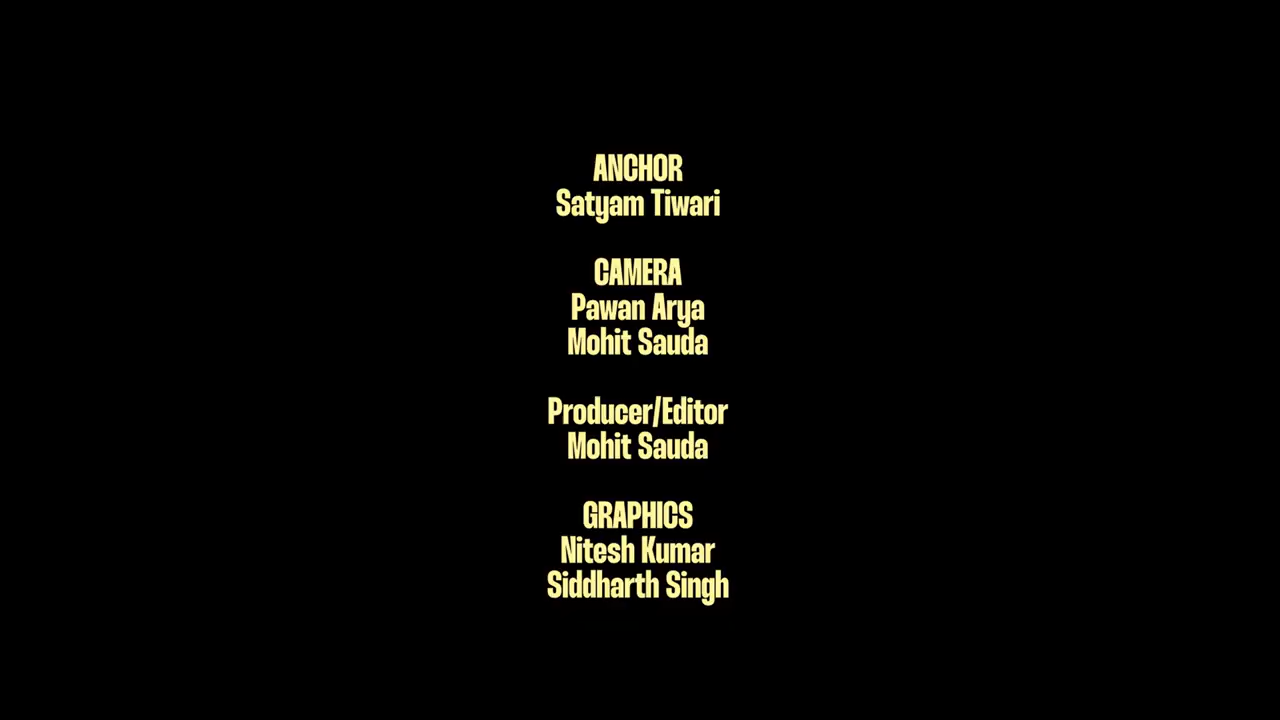 ANCHOR
Satyam Tiwari
CAMERA
Pawan Arya
Mohit Sauda
Producer/Editor
Mohit Sauda
GRAPHICS
Nitesh Kumar
Siddharth Singh